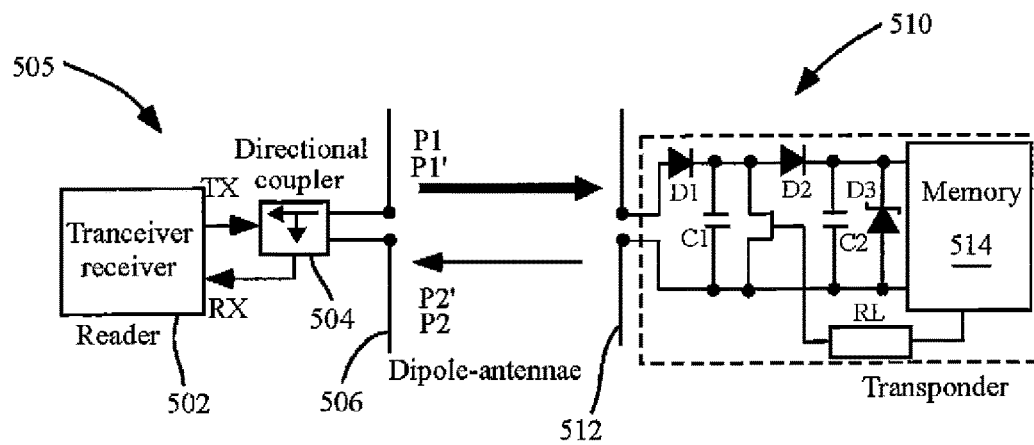 505
510
Directional
coupler
TX
P1
P1'
Tranceiver
receiver
RX
Reader
502
504
P2'
P2
506
Dipole-antennae
512
D1
C1
D2
C2
D3
Memory
514
RL
Transponder